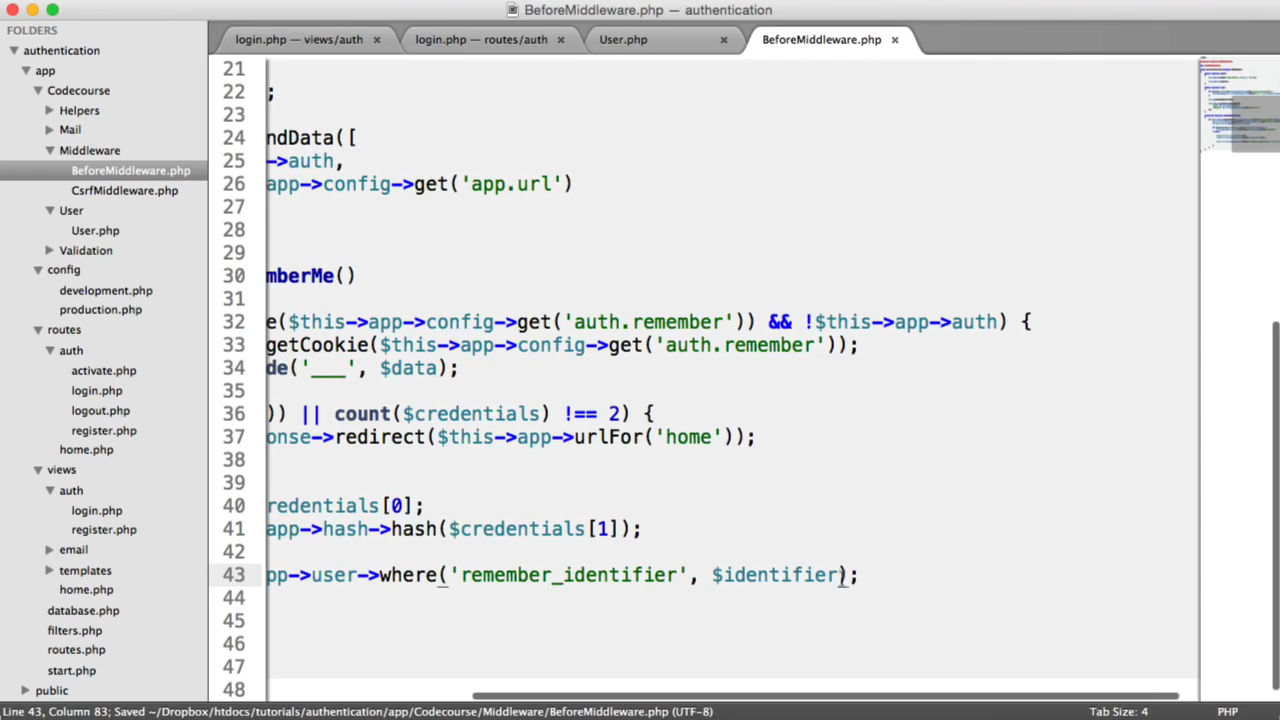 BeforeMiddleware.php — authentication
FOLDERS
authentication
app
Codecourse
Helpers
Mail
Middleware
BeforeMiddleware.php
CsrfMiddleware.php
User
User.php
Validation
config
development.php
production.php
routes
auth
activate.php
login.php
logout.php
register.php
home.php
views
auth
login.php
register.php
email
templates
home.php
database.php
filters.php
routes.php
start.php
public
login.php — views/auth ×
login.php — routes/auth ×
User.php ×
BeforeMiddleware.php ×
21
22 ;
23
24 ndData([
25 ->auth,
26 app->config->get('app.url')
27
28
29
30 mberMe()
31
32 e($this->app->config->get('auth.remember')) && !$this->app->auth) {
33 getCookie($this->app->config->get('auth.remember'));
34 de('___', $data);
35
36 )) || count($credentials) !== 2) {
37 onse->redirect($this->app->urlFor('home'));
38
39
40 redentials[0];
41 app->hash->hash($credentials[1]);
42
43 pp->user->where('remember_identifier', $identifier);
44
45
46
47
48
Line 43, Column 83; Saved ~/Dropbox/htdocs/tutorials/authentication/app/Codecourse/Middleware/BeforeMiddleware.php (UTF-8)
Tab Size: 4
PHP